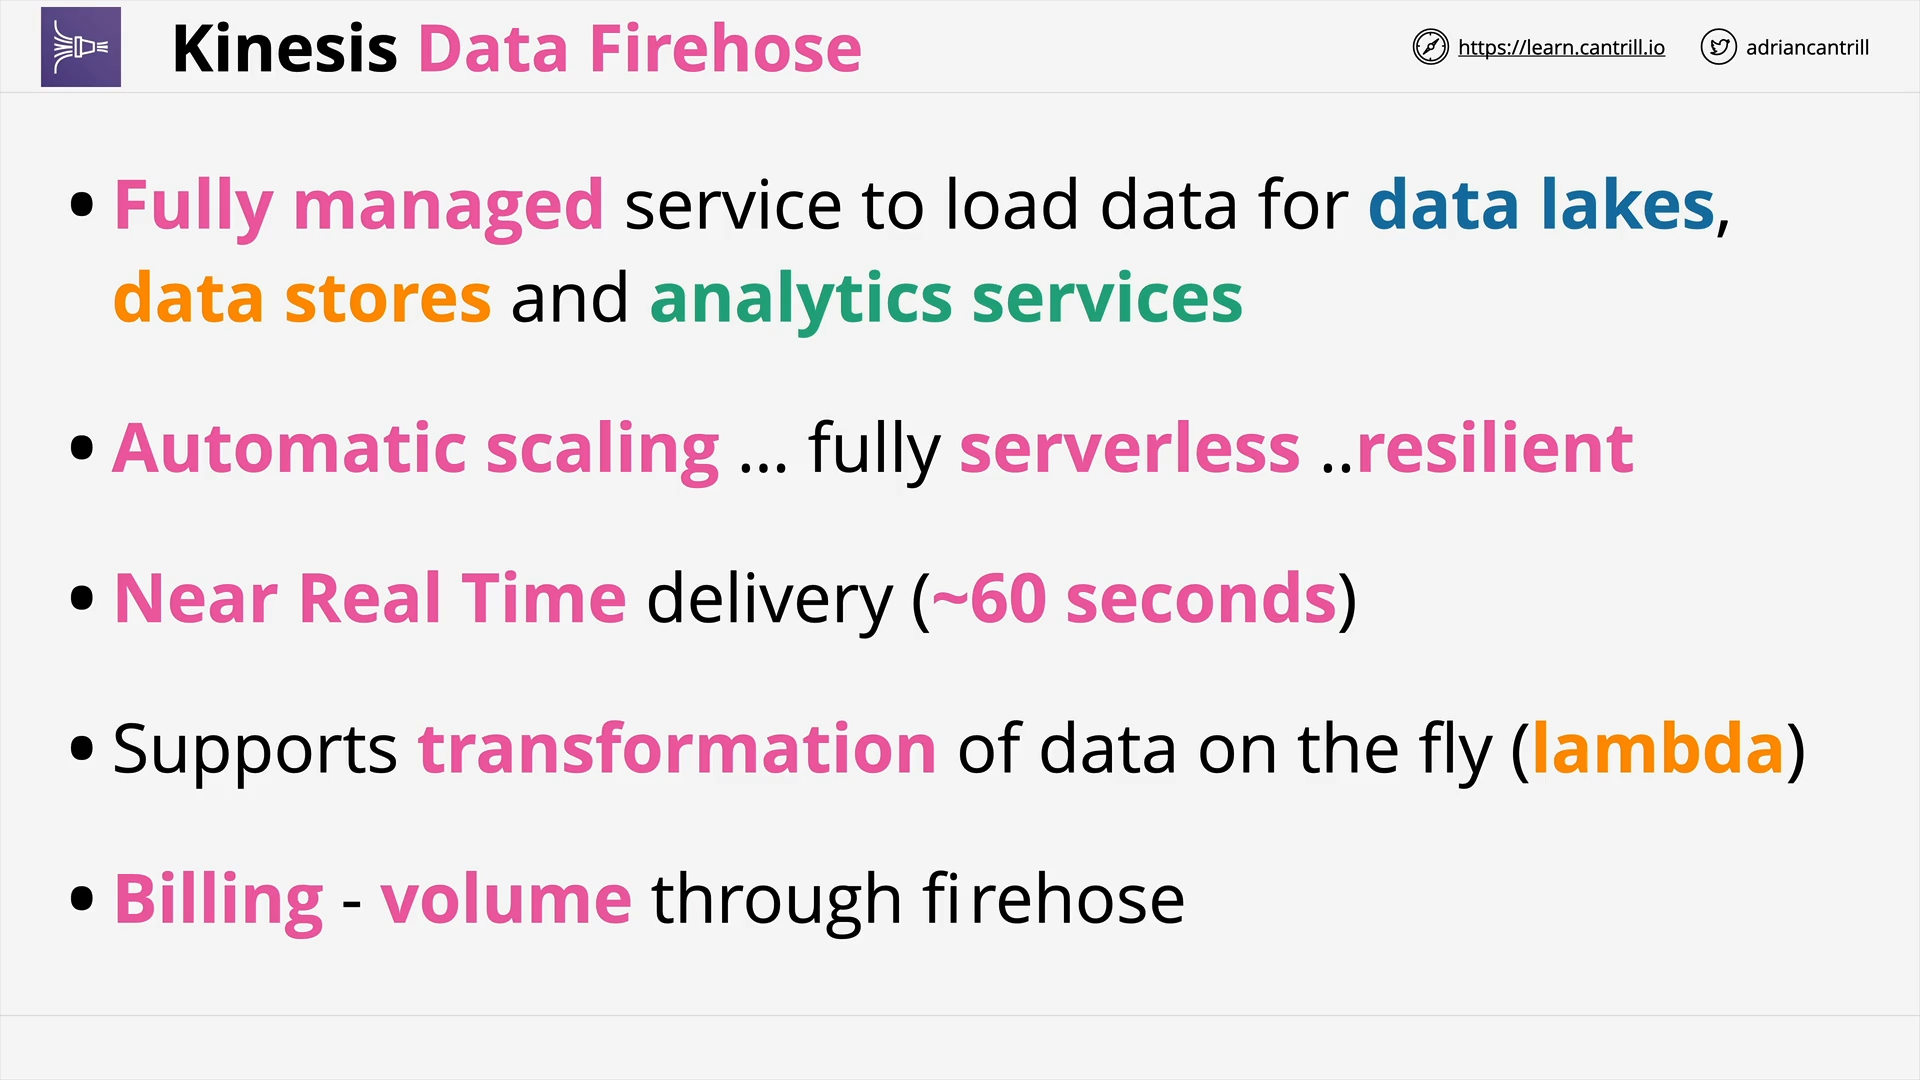 Kinesis Data Firehose
https://learn.cantrill.io
adriancantrill
• Fully managed service to load data for data lakes,
data stores and analytics services
• Automatic scaling ... fully serverless ..resilient
• Near Real Time delivery (~60 seconds)
• Supports transformation of data on the fly (lambda)
• Billing - volume through firehose